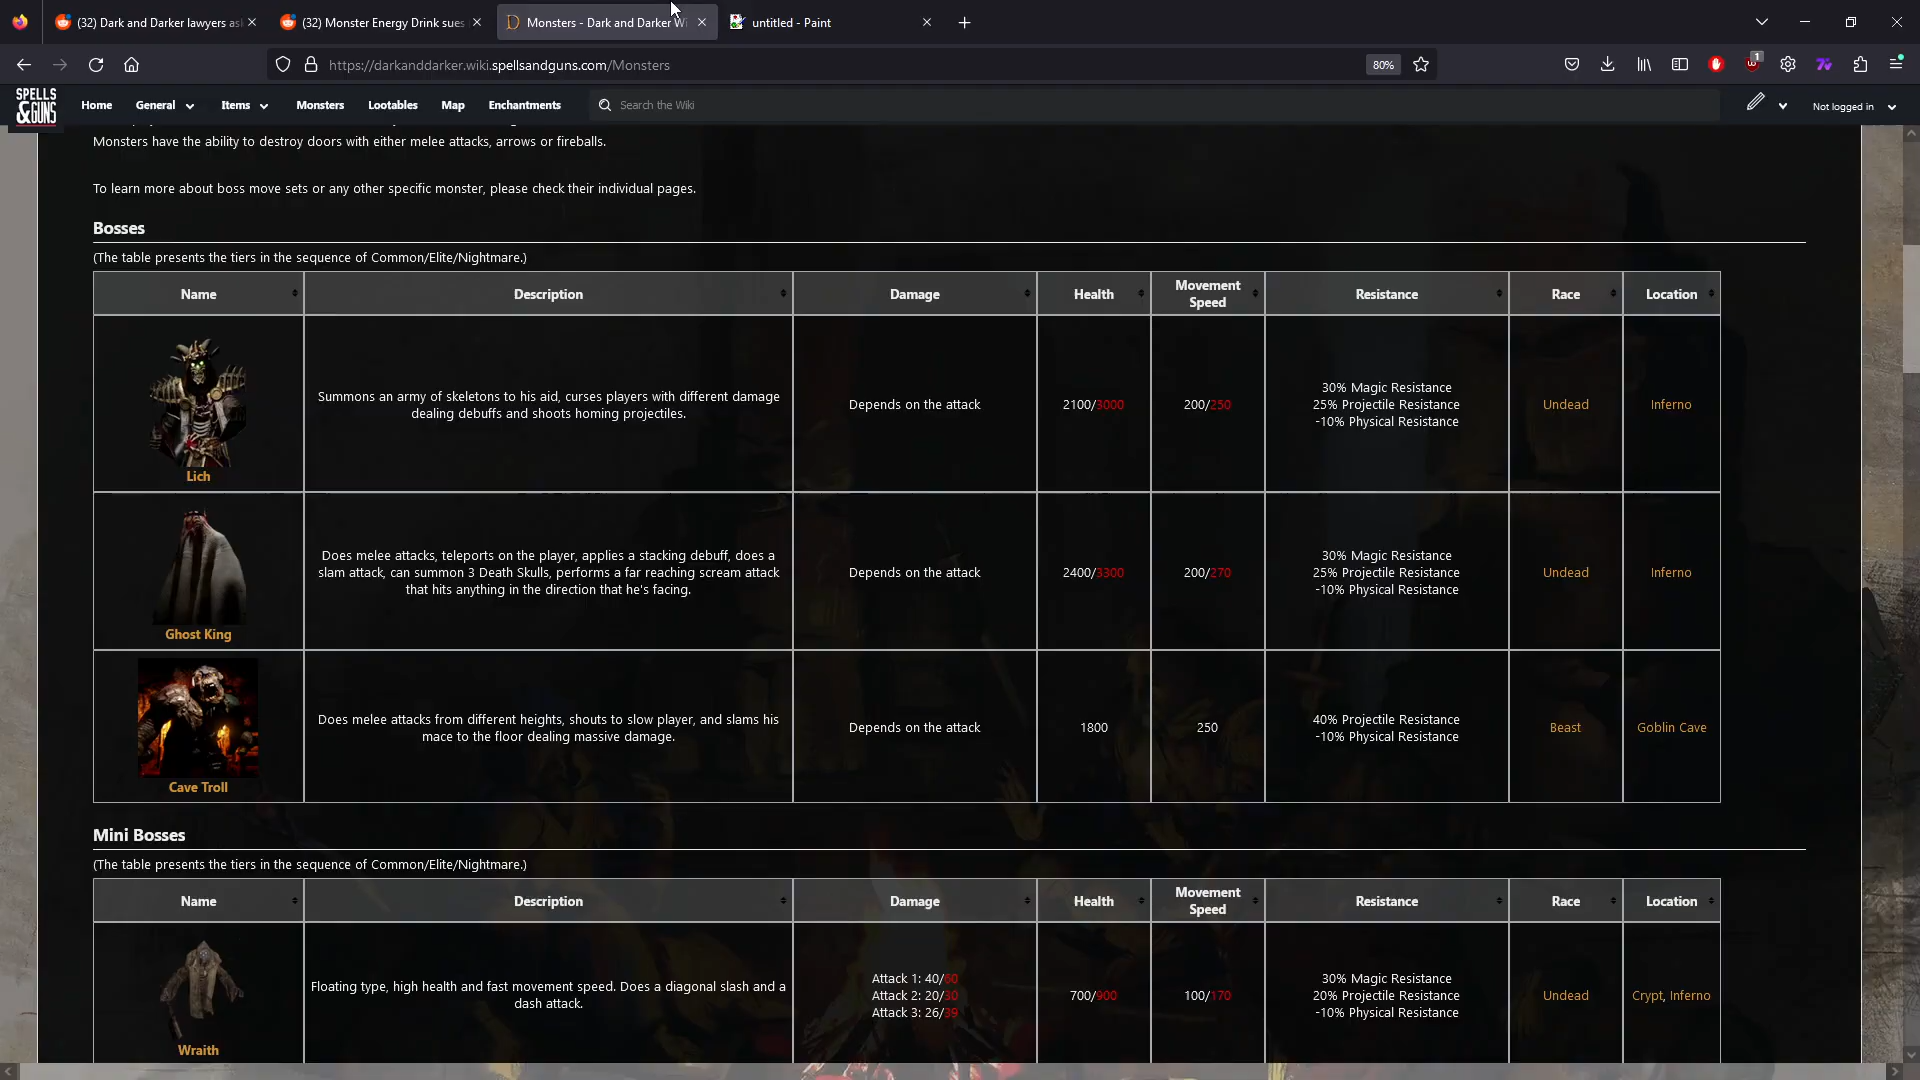 (32) Dark and Darker lawyers as
(32) Monster Energy Drink sues
Monsters - Dark and Darker Wi
untitled - Paint
https://darkanddarker.wiki.spellsandguns.com/Monsters
80%
1
SPELLS
&GUNS
Home
General
Items
Monsters
Lootables
Map
Enchantments
Search the Wiki
Not logged in
Monsters have the ability to destroy doors with either melee attacks, arrows or fireballs.
To learn more about boss move sets or any other specific monster, please check their individual pages.
Bosses
(The table presents the tiers in the sequence of Common/Elite/Nightmare.)
Name
Description
Damage
Health
Movement
Speed
Resistance
Race
Location
Lich
Summons an army of skeletons to his aid, curses players with different damage
dealing debuffs and shoots homing projectiles.
Depends on the attack
2100/3000
200/250
30% Magic Resistance
25% Projectile Resistance
-10% Physical Resistance
Undead
Inferno
Ghost King
Does melee attacks, teleports on the player, applies a stacking debuff, does a
slam attack, can summon 3 Death Skulls, performs a far reaching scream attack
that hits anything in the direction that he's facing.
Depends on the attack
2400/3300
200/270
30% Magic Resistance
25% Projectile Resistance
-10% Physical Resistance
Undead
Inferno
Cave Troll
Does melee attacks from different heights, shouts to slow player, and slams his
mace to the floor dealing massive damage.
Depends on the attack
1800
250
40% Projectile Resistance
-10% Physical Resistance
Beast
Goblin Cave
Mini Bosses
(The table presents the tiers in the sequence of Common/Elite/Nightmare.)
Name
Description
Damage
Health
Movement
Speed
Resistance
Race
Location
Wraith
Floating type, high health and fast movement speed. Does a diagonal slash and a
dash attack.
Attack 1: 40/60
Attack 2: 20/30
Attack 3: 26/39
700/900
100/170
30% Magic Resistance
20% Projectile Resistance
-10% Physical Resistance
Undead
Crypt, Inferno